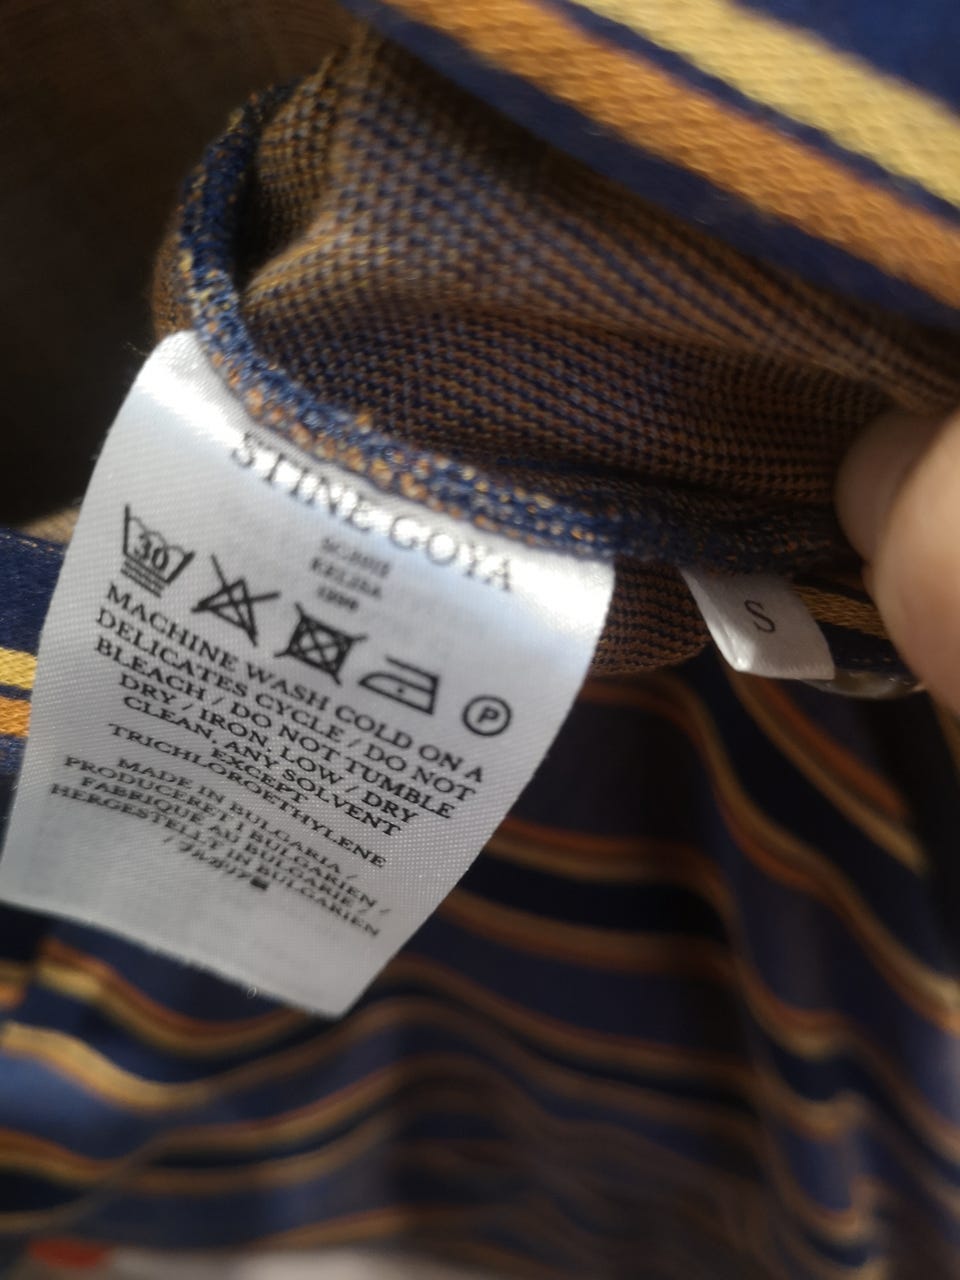 STINE GOYA
30
P
S
MACHINE WASH COLD ON A
DELICATES CYCLE / DO NOT
BLEACH / DO NOT TUMBLE
DRY / IRON, LOW / DRY
CLEAN, ANY SOLVENT
EXCEPT
TRICHLOROETHYLENE
MADE IN BULGARIA /
PRODUCERET I BULGARIEN /
FABRIQUE AU BULGARIE /
HERGESTELLT IN BULGARIEN